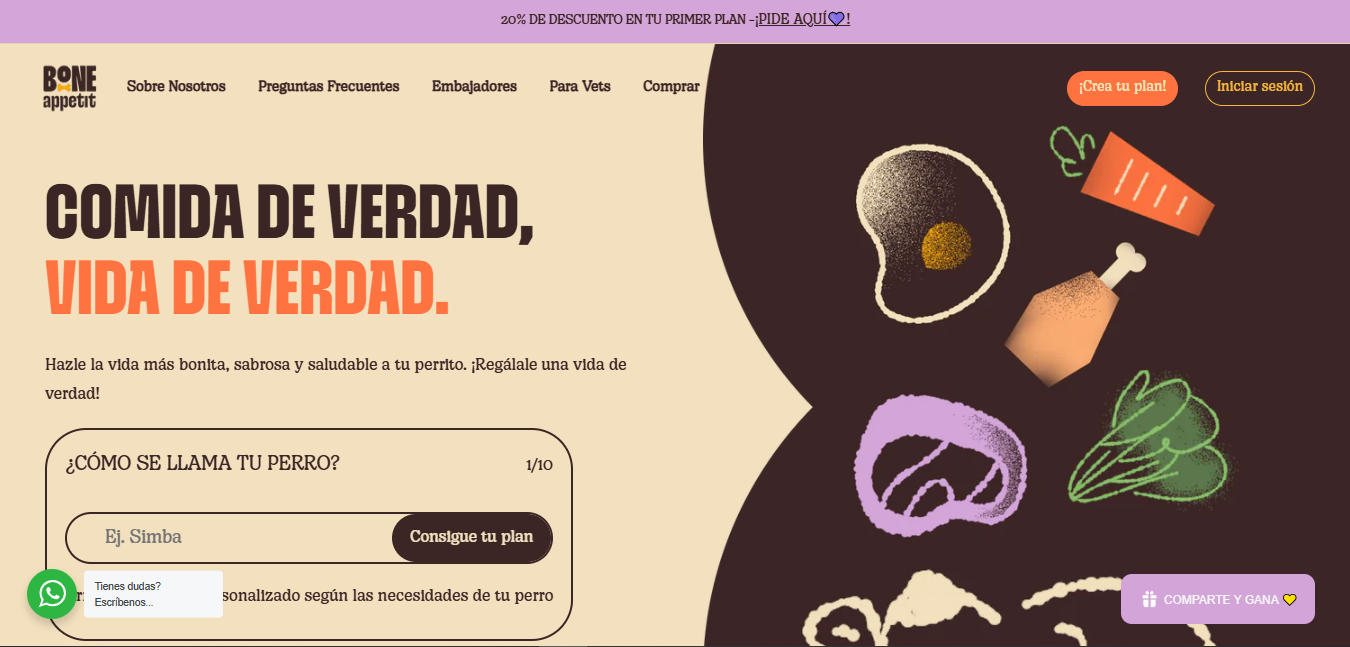 20% DE DESCUENTO EN TU PRIMER PLAN -¡PIDE AQUÍ💜!
BONE
appetit
Sobre Nosotros
Preguntas Frecuentes
Embajadores
Para Vets
Comprar
¡Crea tu plan!
Iniciar sesión
COMIDA DE VERDAD,
VIDA DE VERDAD.
Hazle la vida más bonita, sabrosa y saludable a tu perrito. ¡Regálale una vida de
verdad!
¿CÓMO SE LLAMA TU PERRO?
1/10
Ej. Simba
Consigue tu plan
según las necesidades de tu perro
Tienes dudas?
Escríbenos...
COMPARTE Y GANA 💛